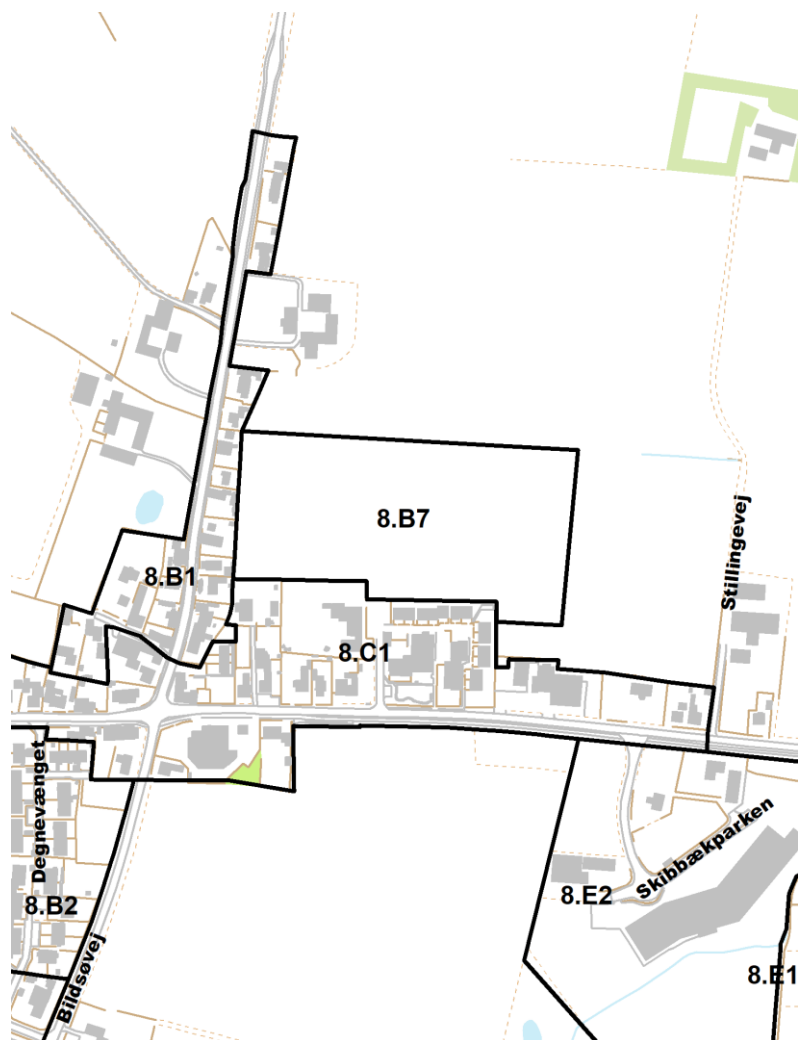 8.B7
Stillingevej
8.B1
8.C1
Degnevænget
Skibbækparken
8.E2
8.B2
Bildsøvej
8.E1